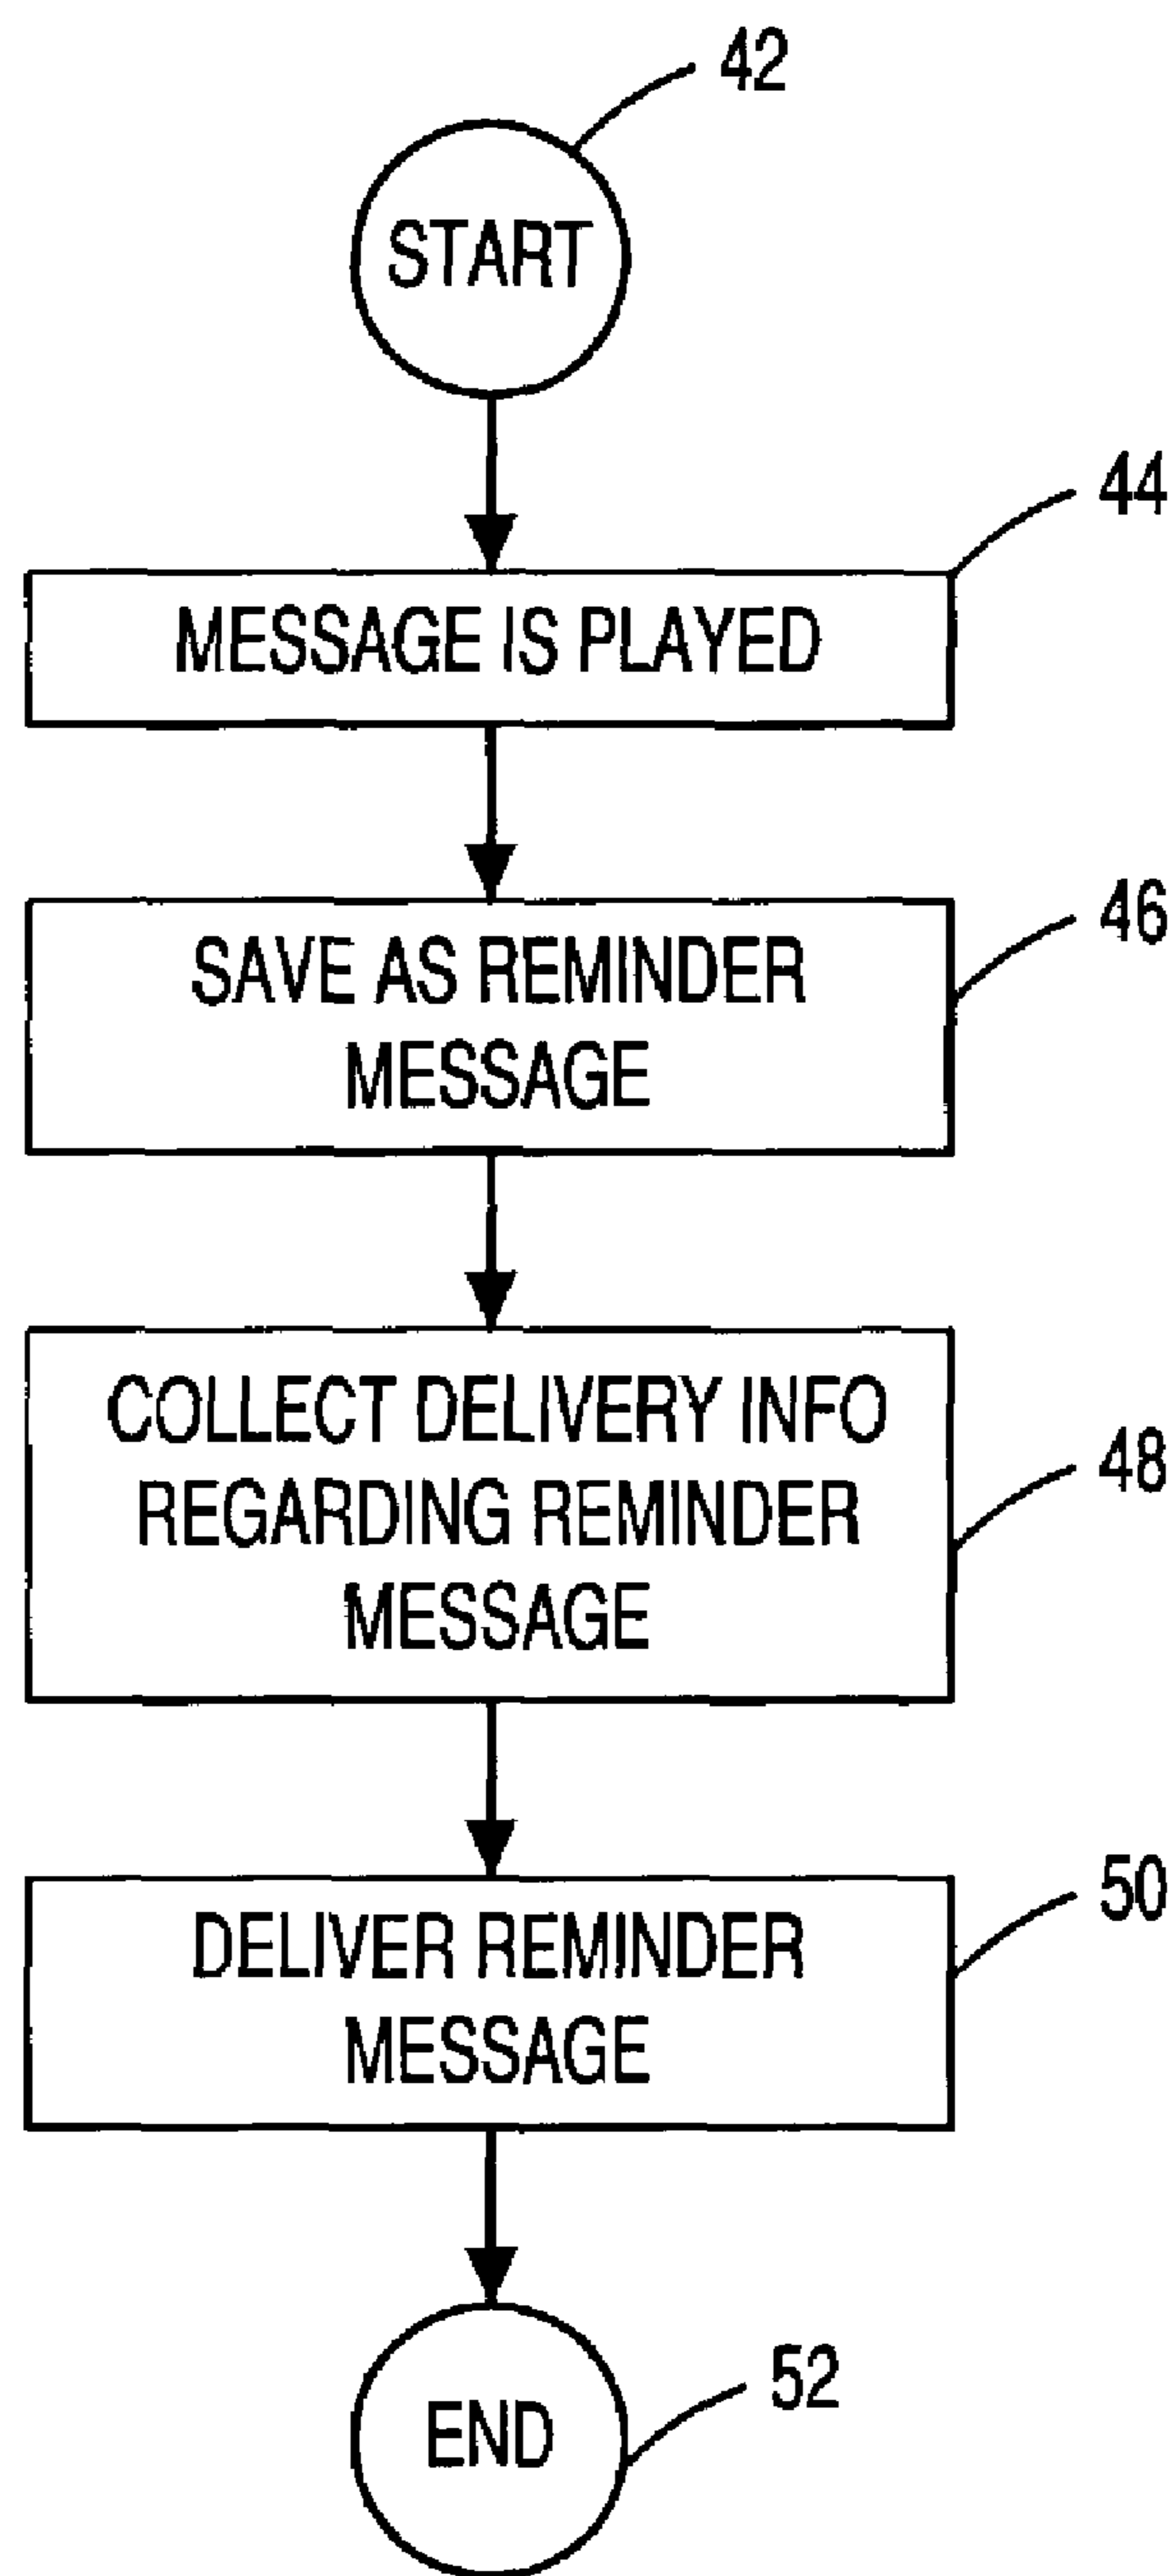 42
START
44
MESSAGE IS PLAYED
46
SAVE AS REMINDER
MESSAGE
48
COLLECT DELIVERY INFO
REGARDING REMINDER
MESSAGE
50
DELIVER REMINDER
MESSAGE
52
END